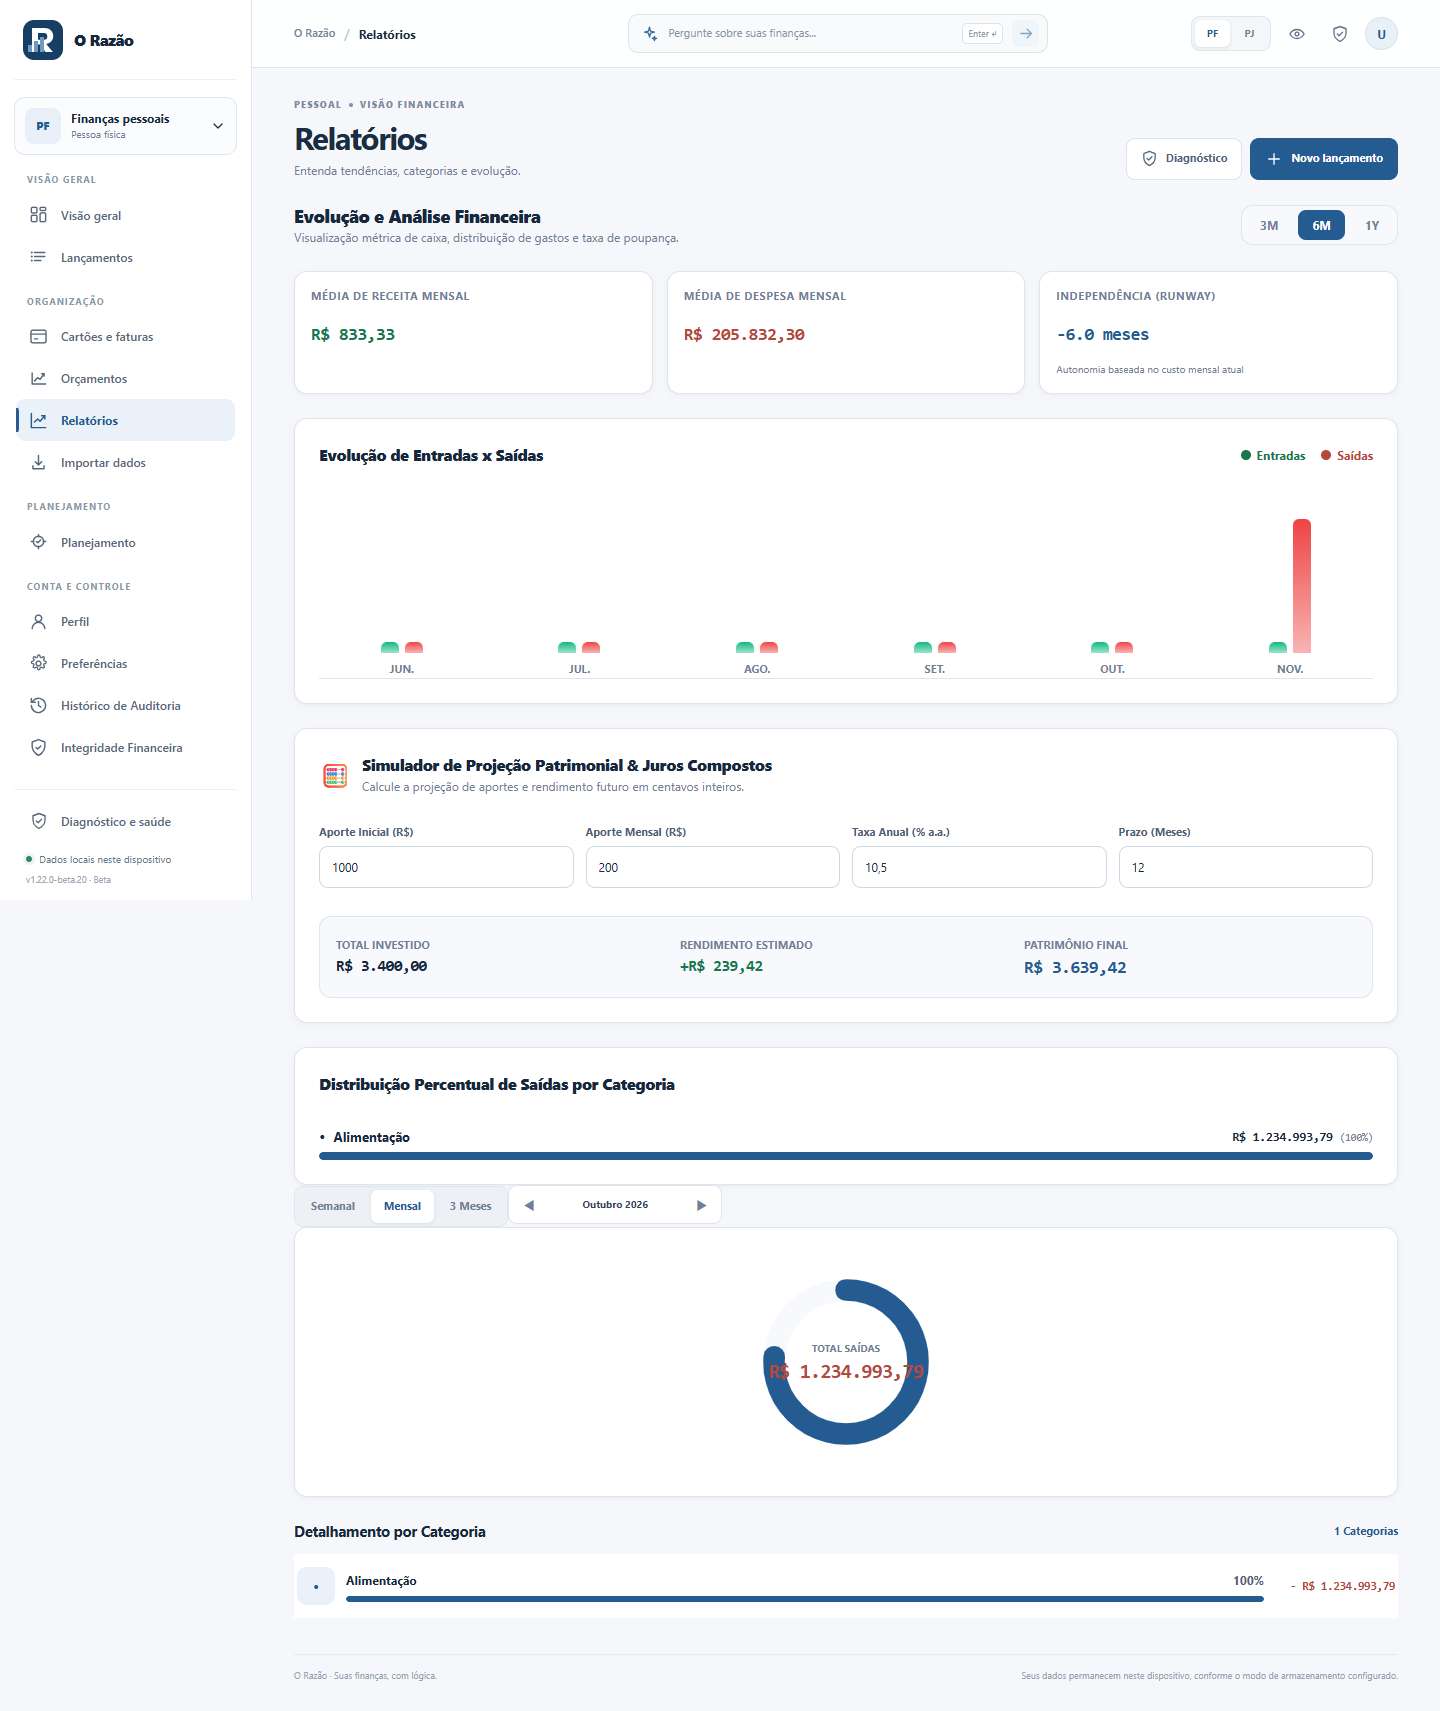 O Razão
PF
Finanças pessoais
Pessoa física
VISÃO GERAL
Visão geral
Lançamentos
ORGANIZAÇÃO
Cartões e faturas
Orçamentos
Relatórios
Importar dados
PLANEJAMENTO
Planejamento
CONTA E CONTROLE
Perfil
Preferências
Histórico de Auditoria
Integridade Financeira
Diagnóstico e saúde
Dados locais neste dispositivo
v1.22.0-beta.20 · Beta
O Razão / Relatórios
Pergunte sobre suas finanças...
Enter ↲
PF PJ
U
PESSOAL • VISÃO FINANCEIRA
Relatórios
Entenda tendências, categorias e evolução.
Diagnóstico
Novo lançamento
Evolução e Análise Financeira
Visualização métrica de caixa, distribuição de gastos e taxa de poupança.
3M 6M 1Y
MÉDIA DE RECEITA MENSAL
R$ 833,33
MÉDIA DE DESPESA MENSAL
R$ 205.832,30
INDEPENDÊNCIA (RUNWAY)
-6.0 meses
Autonomia baseada no custo mensal atual
Evolução de Entradas x Saídas
Entradas Saídas
JUN. JUL. AGO. SET. OUT. NOV.
Simulador de Projeção Patrimonial & Juros Compostos
Calcule a projeção de aportes e rendimento futuro em centavos inteiros.
Aporte Inicial (R$) Aporte Mensal (R$) Taxa Anual (% a.a.) Prazo (Meses)
1000 200 10,5 12
TOTAL INVESTIDO RENDIMENTO ESTIMADO PATRIMÔNIO FINAL
R$ 3.400,00 +R$ 239,42 R$ 3.639,42
Distribuição Percentual de Saídas por Categoria
• Alimentação R$ 1.234.993,79 (100%)
Semanal Mensal 3 Meses ◀ Outubro 2026 ▶
TOTAL SAÍDAS
R$ 1.234.993,79
Detalhamento por Categoria 1 Categorias
• Alimentação 100% - R$ 1.234.993,79
O Razão · Suas finanças, com lógica. Seus dados permanecem neste dispositivo, conforme o modo de armazenamento configurado.